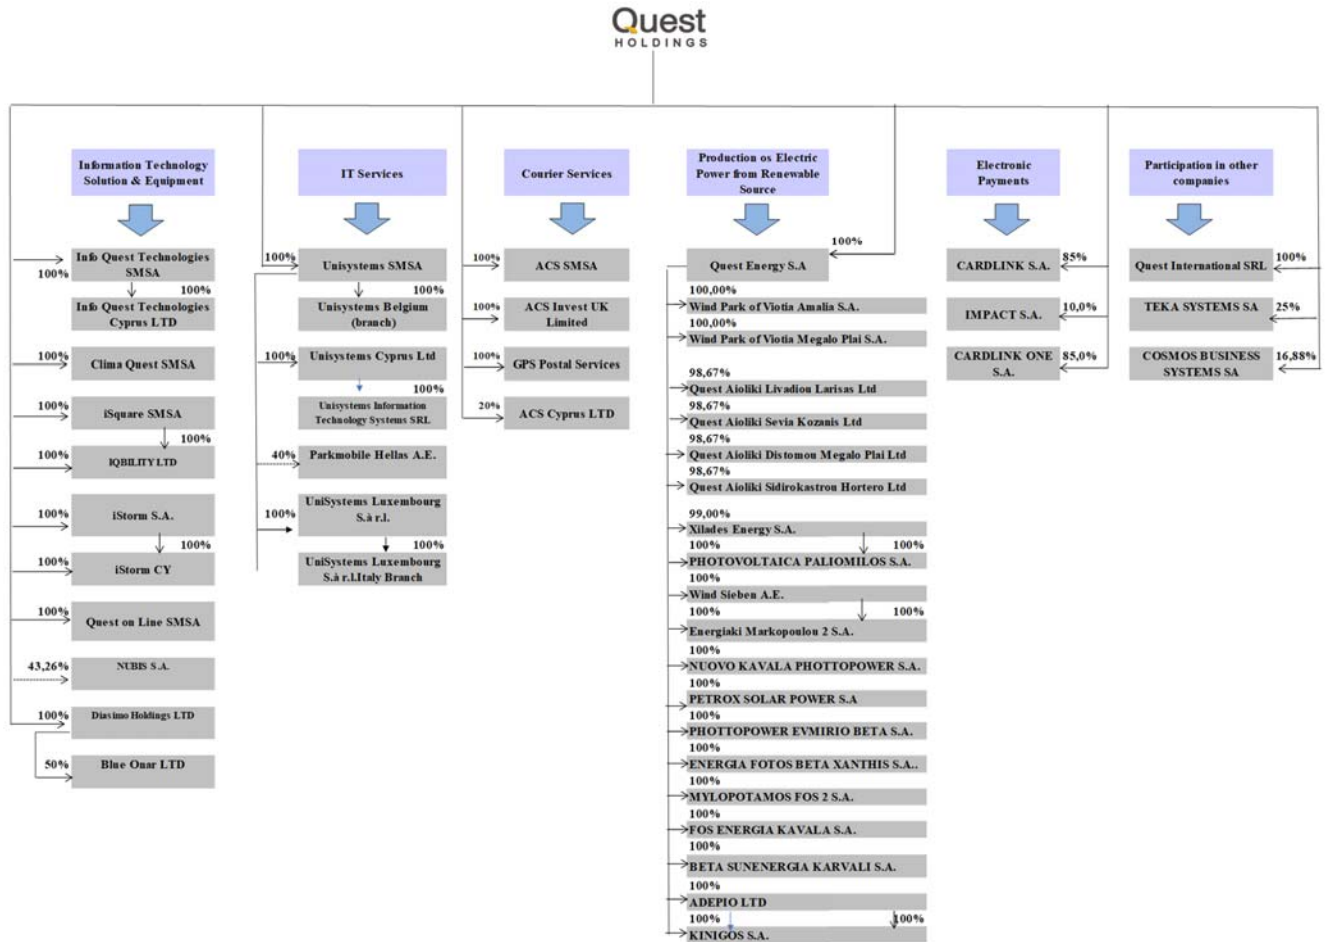 Quest
HOLDINGS
Information Technology
Solution & Equipment
Info Quest Technologies
SMSA
100%
100%
Info Quest Technologies
Cyprus LTD
100%
Clima Quest SMSA
100%
iSquare SMSA
100%
100%
IQBILITY LTD
100%
iStorm S.A.
100%
100%
iStorm CY
100%
Quest on Line SMSA
43,26%
NUBIS S.A.
100%
Diasimo Holdings LTD
50%
Blue Onar LTD
IT Services
100%
Unisystems SMSA
100%
Unisystems Belgium
(branch)
100%
Unisystems Cyprus Ltd
100%
Unisystems Information
Technology Systems SRL
40%
Parkmobile Hellas A.E.
UniSystems Luxembourg
100%
S.à r.l.
100%
UniSystems Luxembourg
S.à r.l.Italy Branch
Courier Services
100%
ACS SMSA
100%
ACS Invest UK
Limited
100%
GPS Postal Services
20%
ACS Cyprus LTD
Production os Electric
Power from Renewable
Source
100%
Quest Energy S.A
100,00%
Wind Park of Viotia Amalia S.A.
100,00%
Wind Park of Viotia Megalo Plai S.A.
98,67%
Quest Aioliki Livadiou Larisas Ltd
98,67%
Quest Aioliki Sevia Kozanis Ltd
98,67%
Quest Aioliki Distomou Megalo Plai Ltd
98,67%
Quest Aioliki Sidirokastrou Hortero Ltd
99,00%
Xilades Energy S.A.
100% 100%
PHOTOVOLTAICA PALIOMILOS S.A.
100%
Wind Sieben A.E.
100% 100%
Energiaki Markopoulou 2 S.A.
100%
NUOVO KAVALA PHOTTOPOWER S.A.
100%
PETROX SOLAR POWER S.A
100%
PHOTTOPOWER EVMIRIO BETA S.A.
100%
ENERGIA FOTOS BETA XANTHIS S.A..
100%
MYLOPOTAMOS FOS 2 S.A.
100%
FOS ENERGIA KAVALA S.A.
100%
BETA SUNENERGIA KARVALI S.A.
100%
ADEPIO LTD
100% 100%
KINIGOS S.A.
Electronic
Payments
CARDLINK S.A.
85%
IMPACT S.A.
10,0%
CARDLINK ONE
S.A.
85,0%
Participation in other
companies
Quest International SRL
100%
TEKA SYSTEMS SA
25%
COSMOS BUSINESS
SYSTEMS SA
16,88%